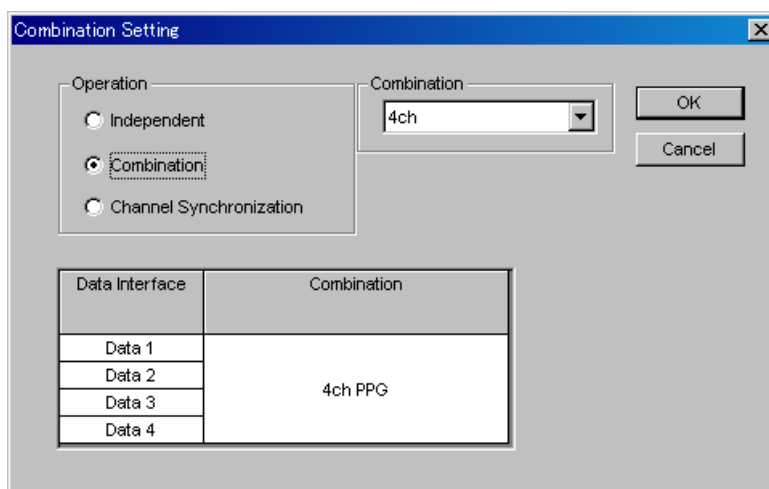 Combination Setting
Operation
Independent
Combination
Channel Synchronization
Combination
4ch
OK
Cancel
Data Interface
Combination
Data 1
Data 2
Data 3
Data 4
4ch PPG